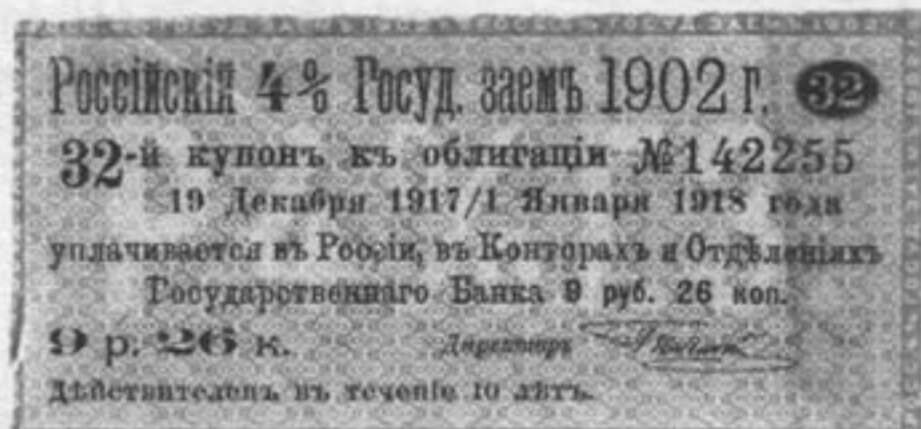 Россійскій 4% Госуд. заемъ 1902 г. 32
32-й купонъ къ облигаціи №142255
19 Декабря 1917/1 Января 1918 года
уплачивается въ Россіи, въ Конторахъ и Отдѣленіяхъ
Государственнаго Банка 9 руб. 26 коп.
9 р. 26 к. Директоръ
Дѣйствителенъ въ теченіе 10 лѣтъ.